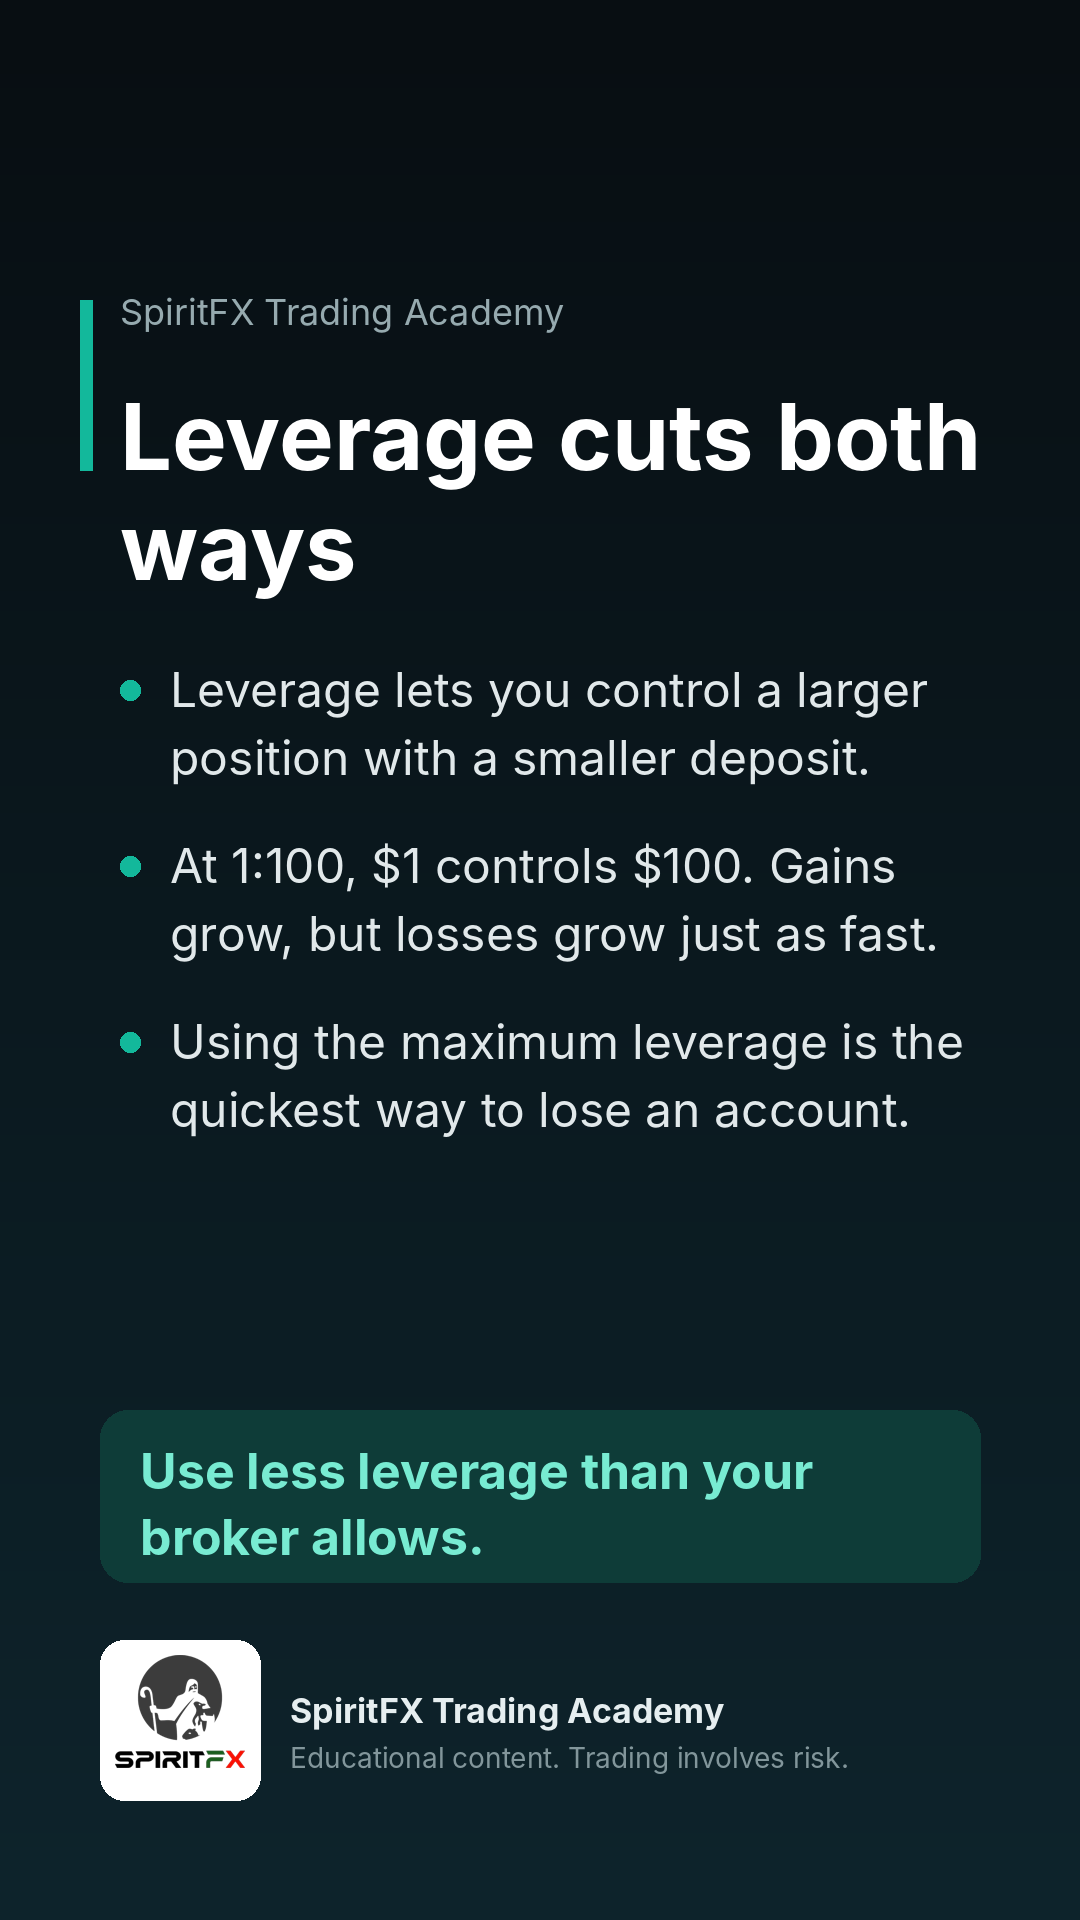 SpiritFX Trading Academy
Leverage cuts both
ways
Leverage lets you control a larger
position with a smaller deposit.
At 1:100, $1 controls $100. Gains
grow, but losses grow just as fast.
Using the maximum leverage is the
quickest way to lose an account.
Use less leverage than your
broker allows.
SPIRITFX
SpiritFX Trading Academy
Educational content. Trading involves risk.